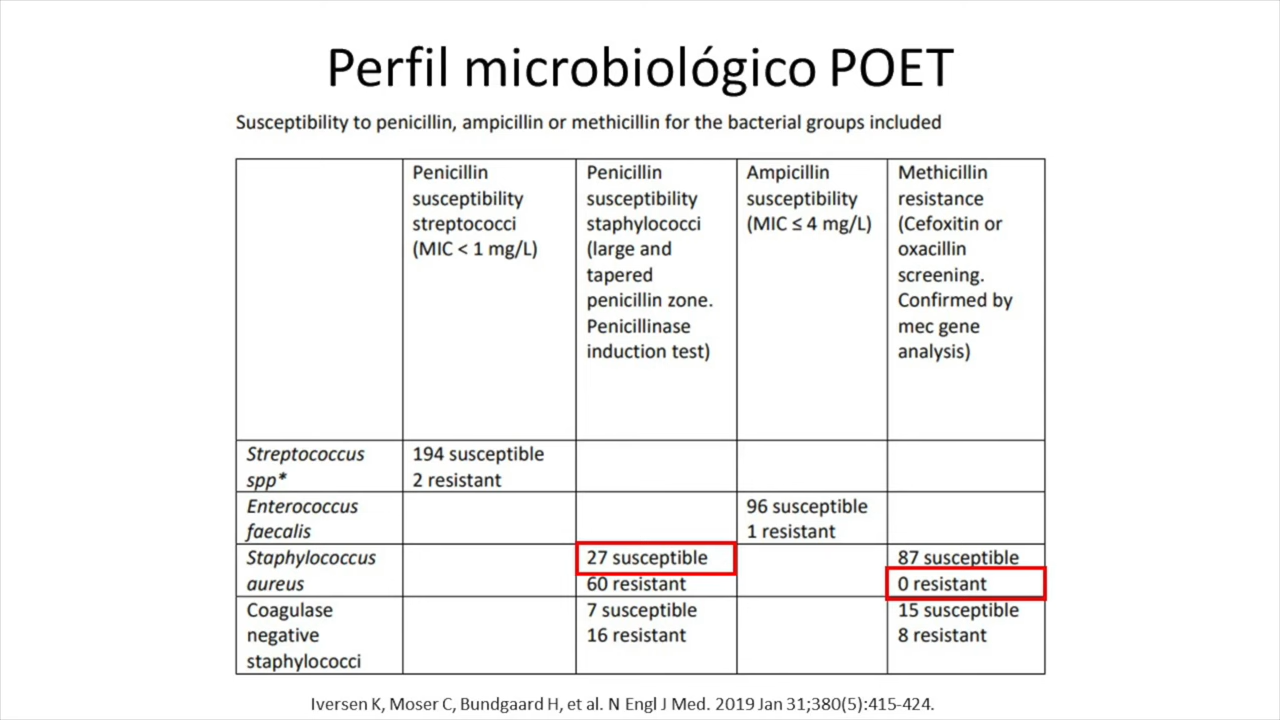 Perfil microbiológico POET
Susceptibility to penicillin, ampicillin or methicillin for the bacterial groups included
Penicillin
susceptibility
streptococci
(MIC < 1 mg/L)
Penicillin
susceptibility
staphylococci
(large and
tapered
penicillin zone.
Penicillinase
induction test)
Ampicillin
susceptibility
(MIC ≤ 4 mg/L)
Methicillin
resistance
(Cefoxitin or
oxacillin
screening.
Confirmed by
mec gene
analysis)
Streptococcus
spp*
194 susceptible
2 resistant
Enterococcus
faecalis
96 susceptible
1 resistant
Staphylococcus
aureus
27 susceptible
60 resistant
87 susceptible
0 resistant
Coagulase
negative
staphylococci
7 susceptible
16 resistant
15 susceptible
8 resistant
Iversen K, Moser C, Bundgaard H, et al. N Engl J Med. 2019 Jan 31;380(5):415-424.